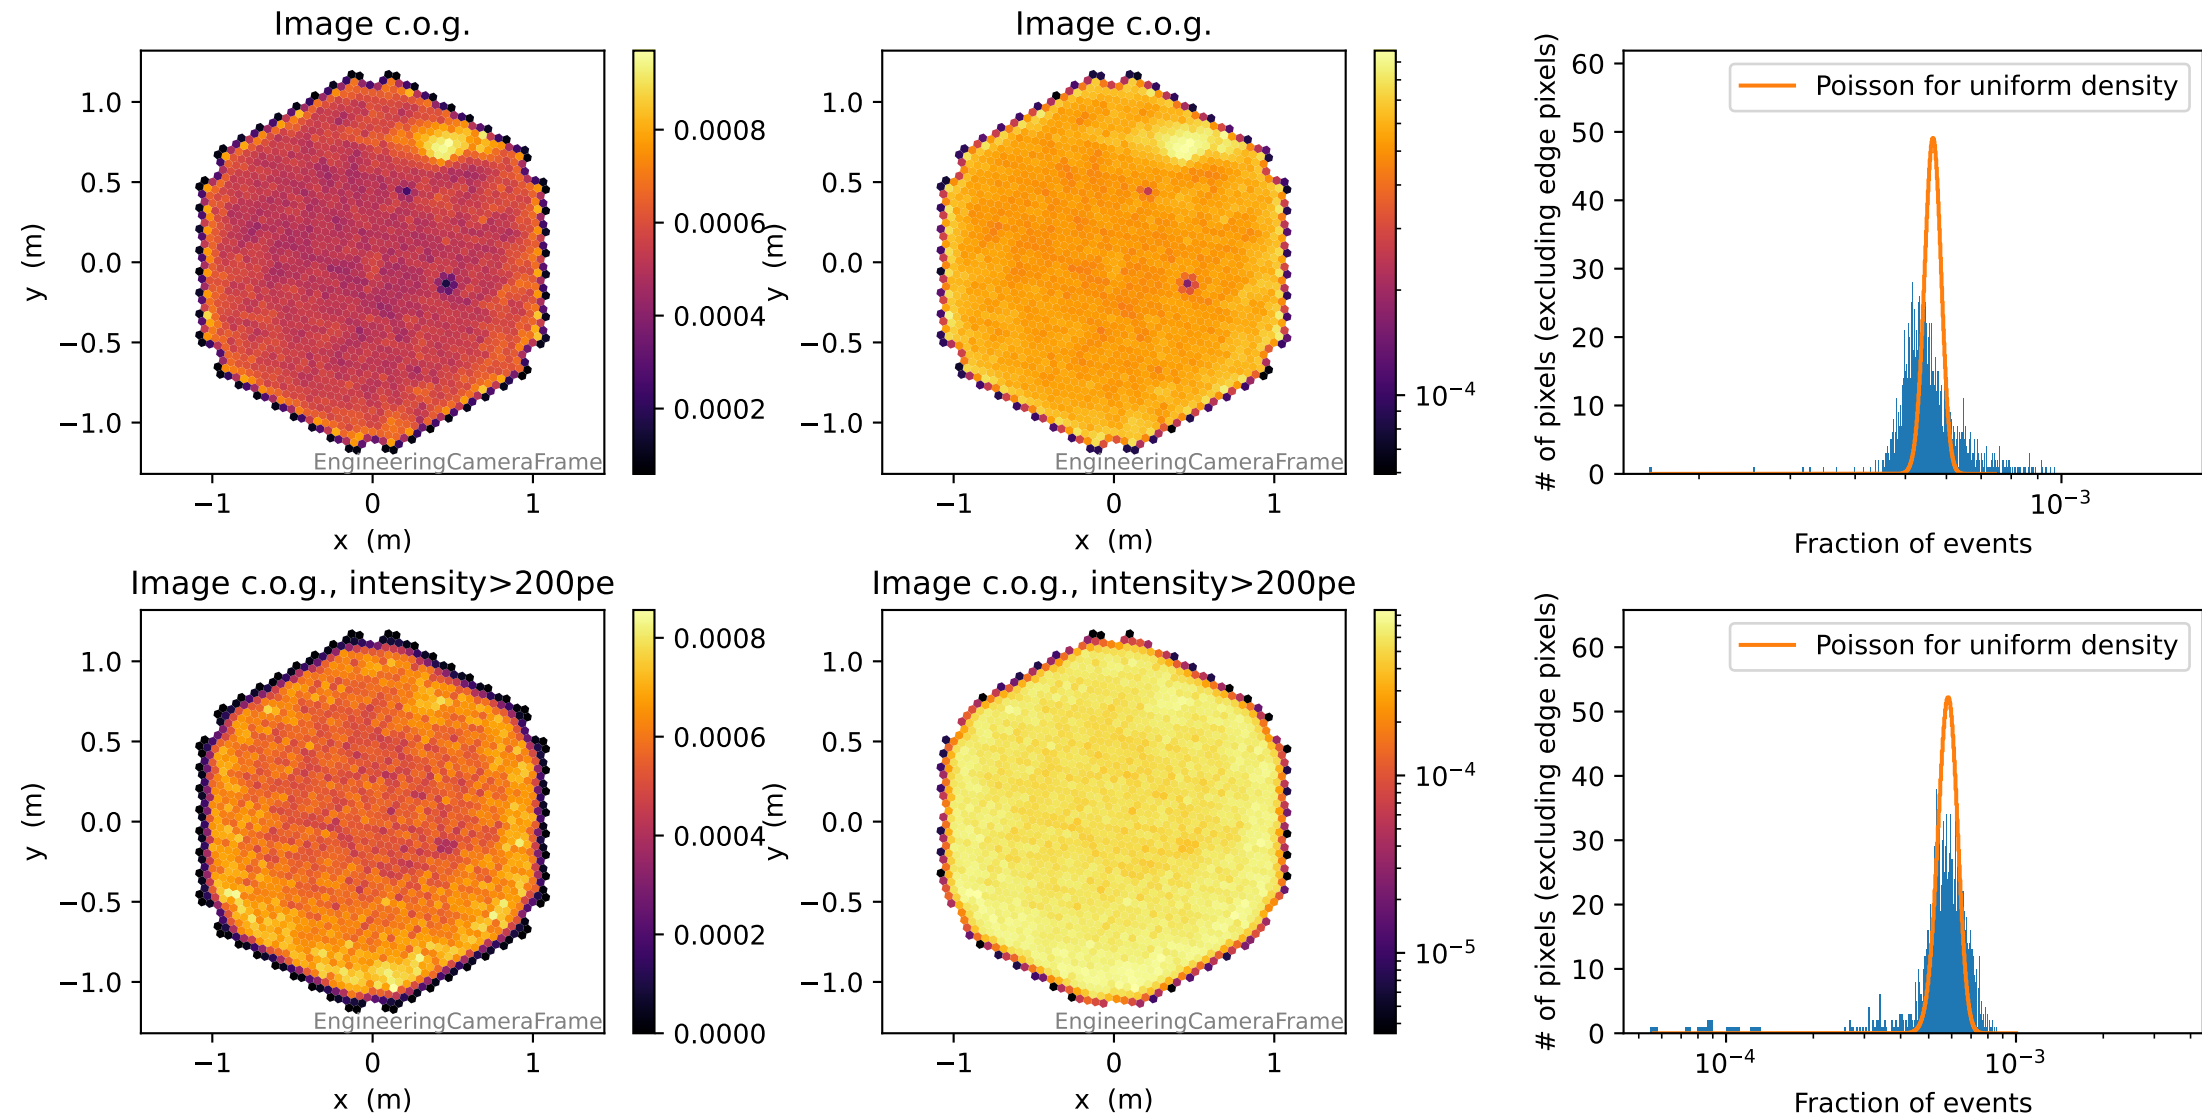 Image c.o.g.
1.0
0.5
0.0
−0.5
−1.0
−1
0
1
y (m)
x (m)
EngineeringCameraFrame
0.0008
0.0006
0.0004
0.0002
Image c.o.g.
1.0
0.5
0.0
−0.5
−1.0
−1
0
1
y (m)
x (m)
EngineeringCameraFrame
10⁻⁴
60
50
40
30
20
10
0
# of pixels (excluding edge pixels)
Poisson for uniform density
10⁻³
Fraction of events
Image c.o.g., intensity>200pe
1.0
0.5
0.0
−0.5
−1.0
−1
0
1
y (m)
x (m)
EngineeringCameraFrame
0.0008
0.0006
0.0004
0.0002
0.0000
Image c.o.g., intensity>200pe
1.0
0.5
0.0
−0.5
−1.0
−1
0
1
y (m)
x (m)
EngineeringCameraFrame
10⁻⁴
10⁻⁵
60
50
40
30
20
10
0
# of pixels (excluding edge pixels)
Poisson for uniform density
10⁻⁴
10⁻³
Fraction of events